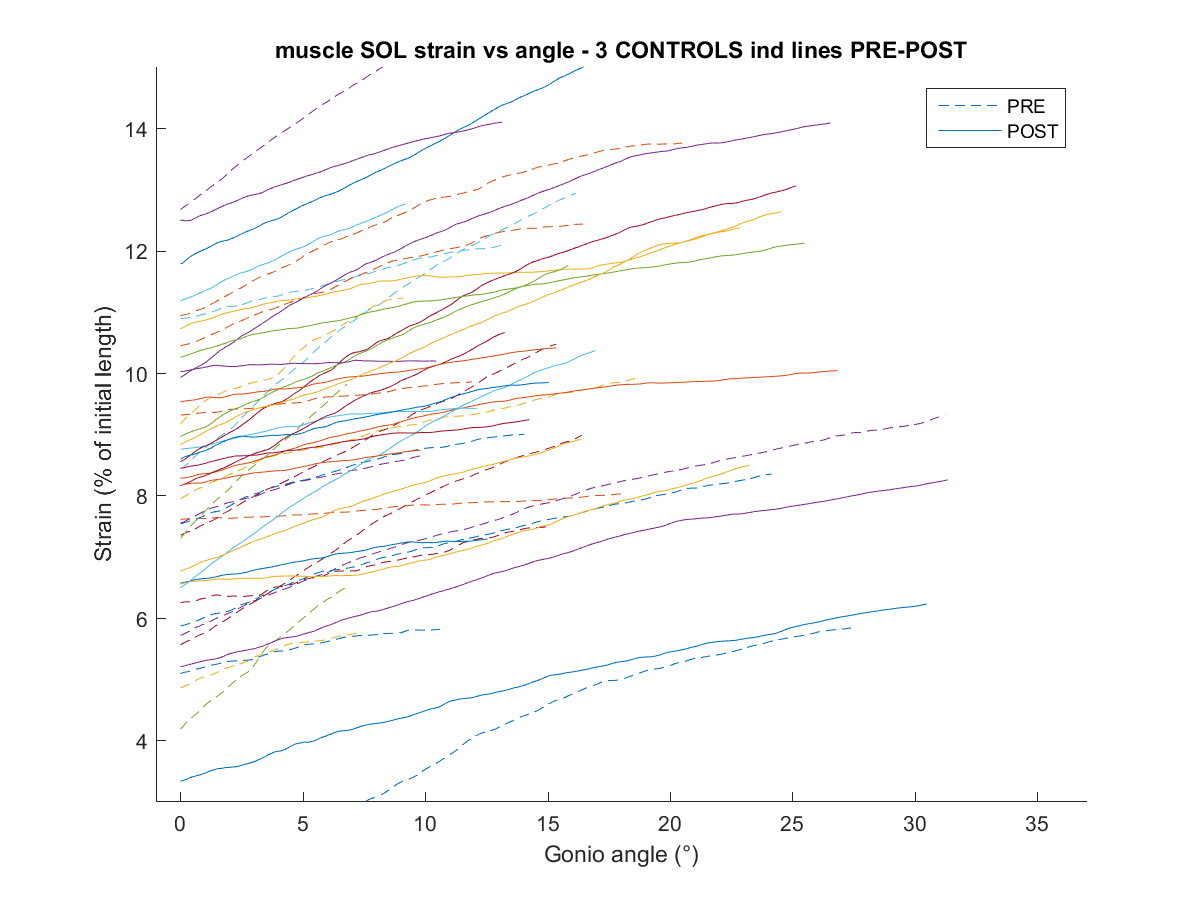 muscle SOL strain vs angle - 3 CONTROLS ind lines PRE-POST
PRE
POST
14
12
10
8
6
4
Strain (% of initial length)
0 5 10 15 20 25 30 35
Gonio angle (°)